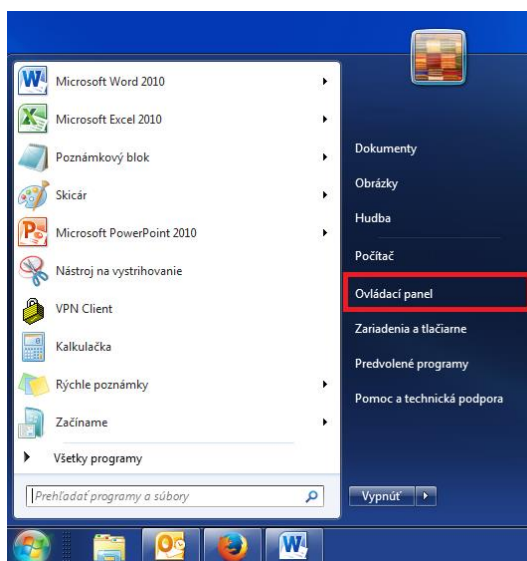 Microsoft Word 2010
Microsoft Excel 2010
Poznámkový blok
Skicár
Microsoft PowerPoint 2010
Nástroj na vystrihovanie
VPN Client
Kalkulačka
Rýchle poznámky
Začíname
Všetky programy
Prehľadať programy a súbory
Dokumenty
Obrázky
Hudba
Počítač
Ovládací panel
Zariadenia a tlačiarne
Predvolené programy
Pomoc a technická podpora
Vypnúť